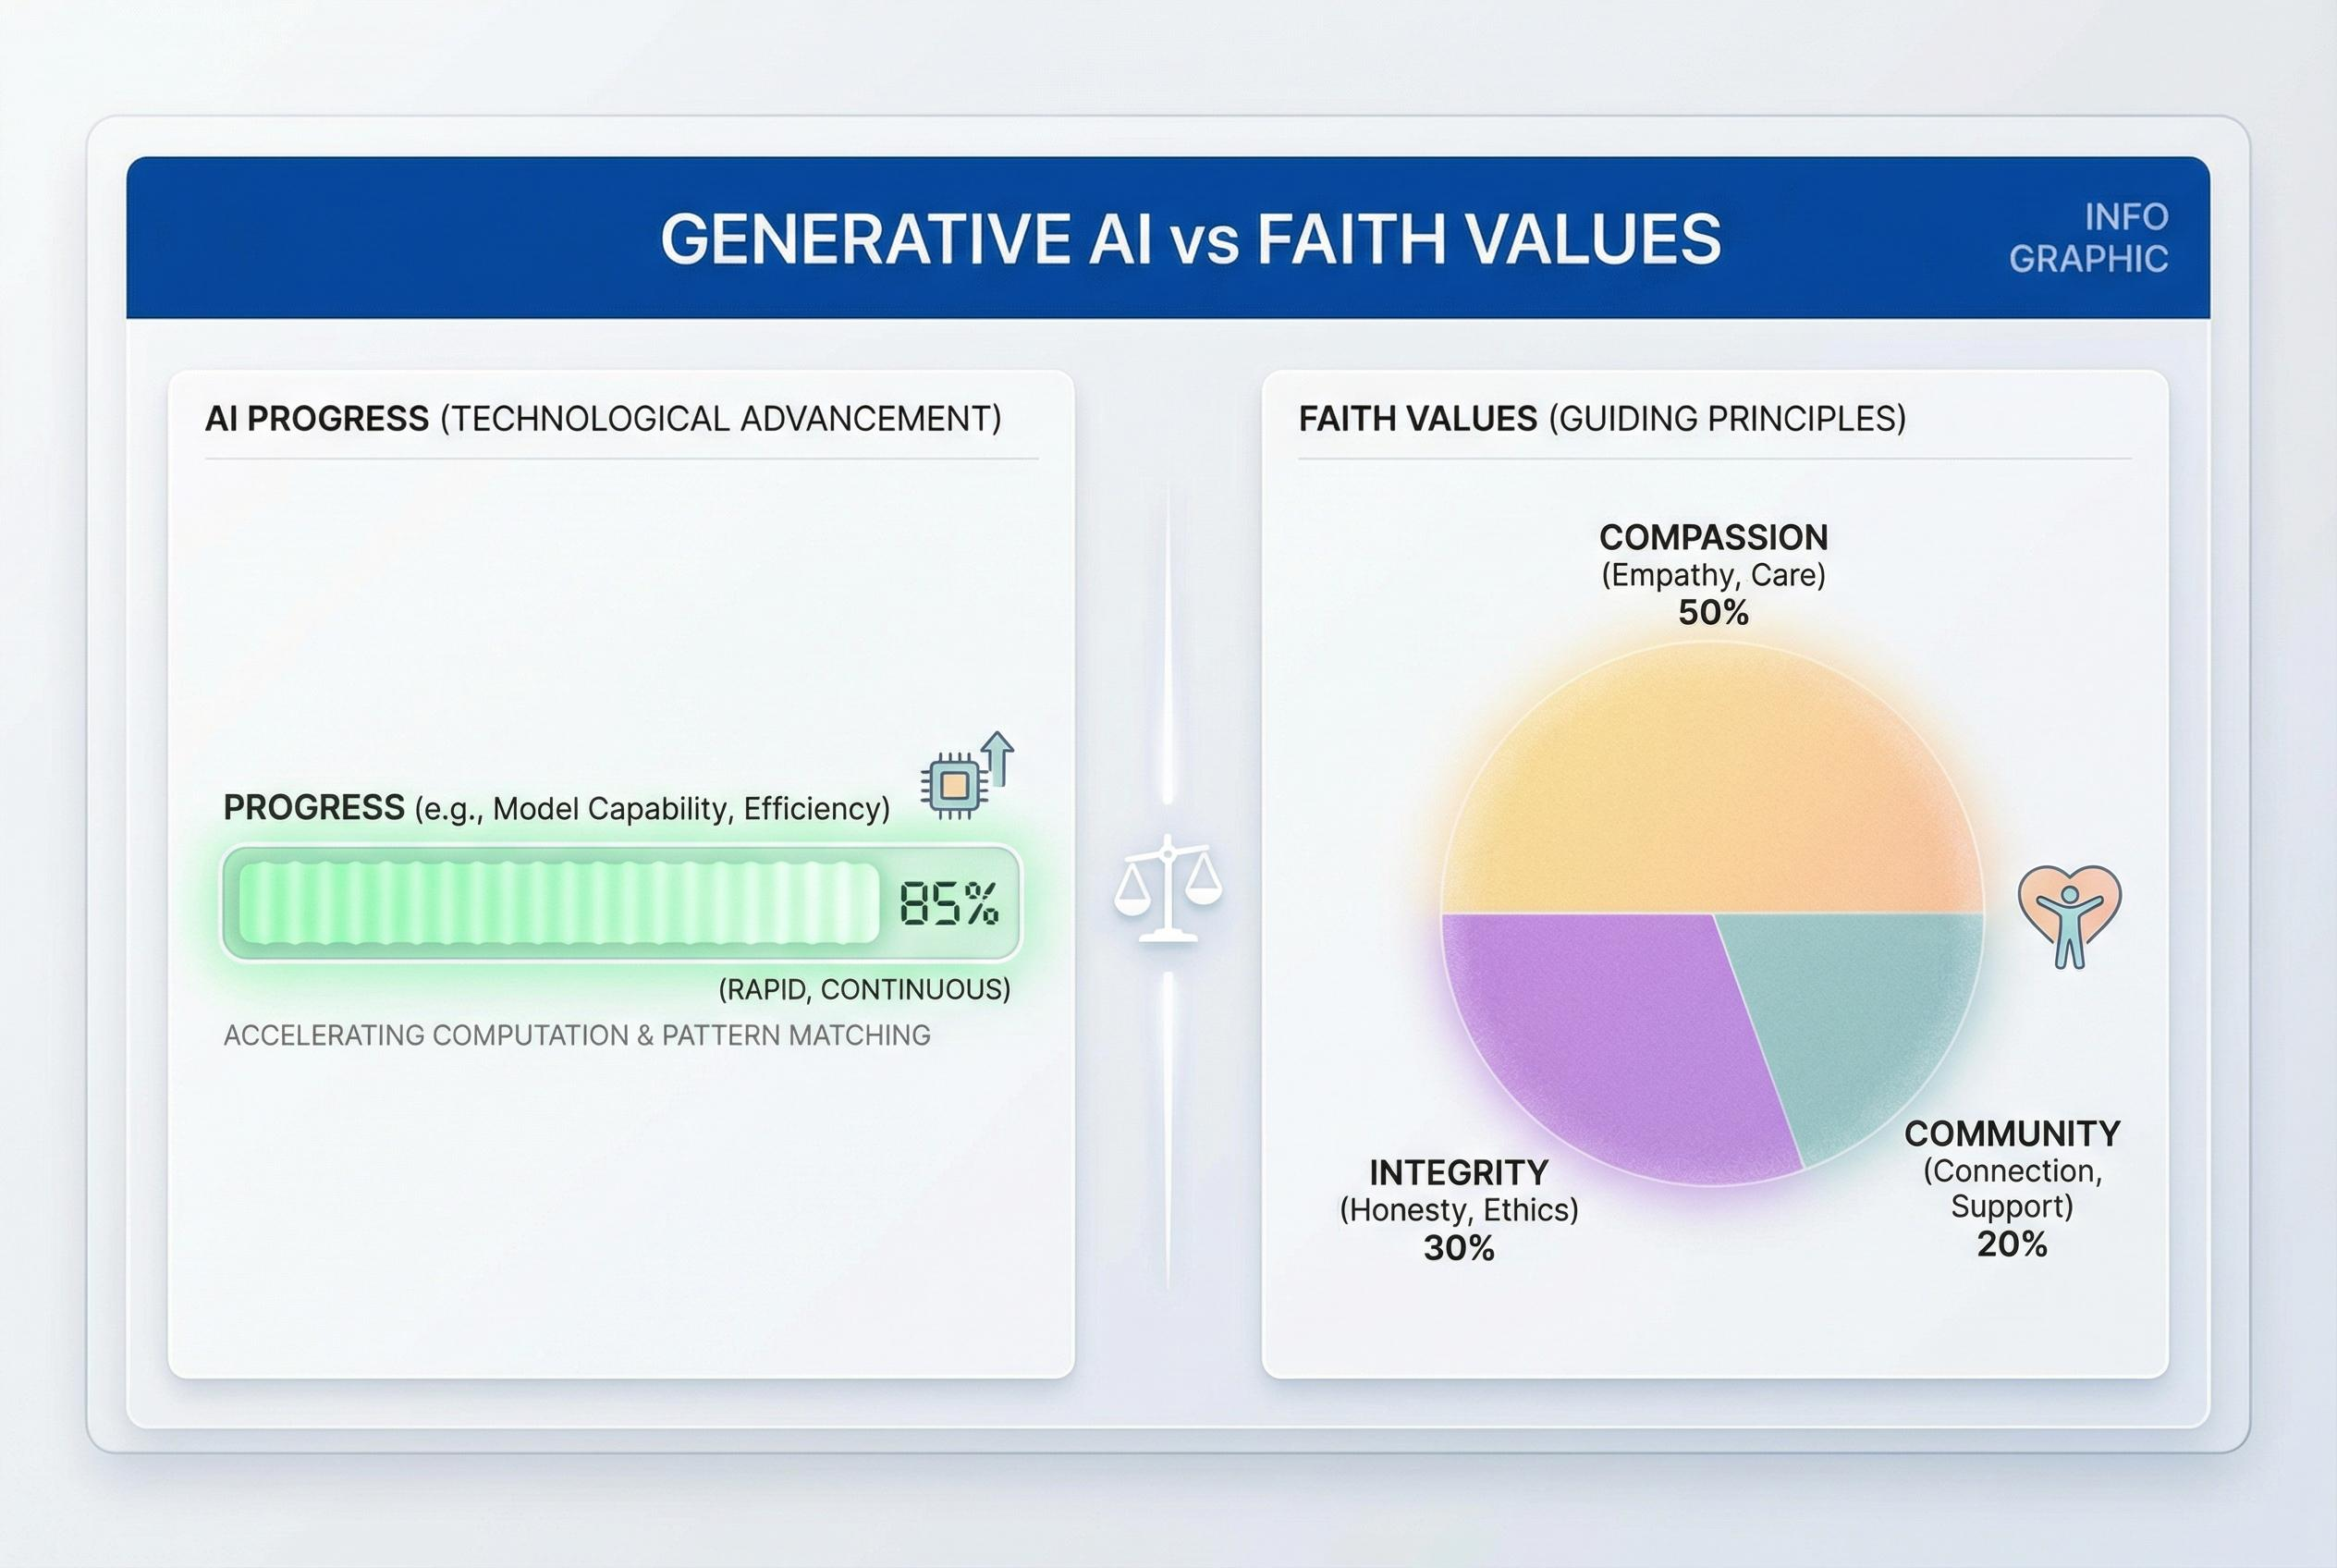 GENERATIVE AI vs FAITH VALUES
INFO
GRAPHIC
AI PROGRESS (TECHNOLOGICAL ADVANCEMENT)
PROGRESS (e.g., Model Capability, Efficiency)
85%
(RAPID, CONTINUOUS)
ACCELERATING COMPUTATION & PATTERN MATCHING
FAITH VALUES (GUIDING PRINCIPLES)
COMPASSION
(Empathy, Care)
50%
INTEGRITY
(Honesty, Ethics)
30%
COMMUNITY
(Connection,
Support)
20%